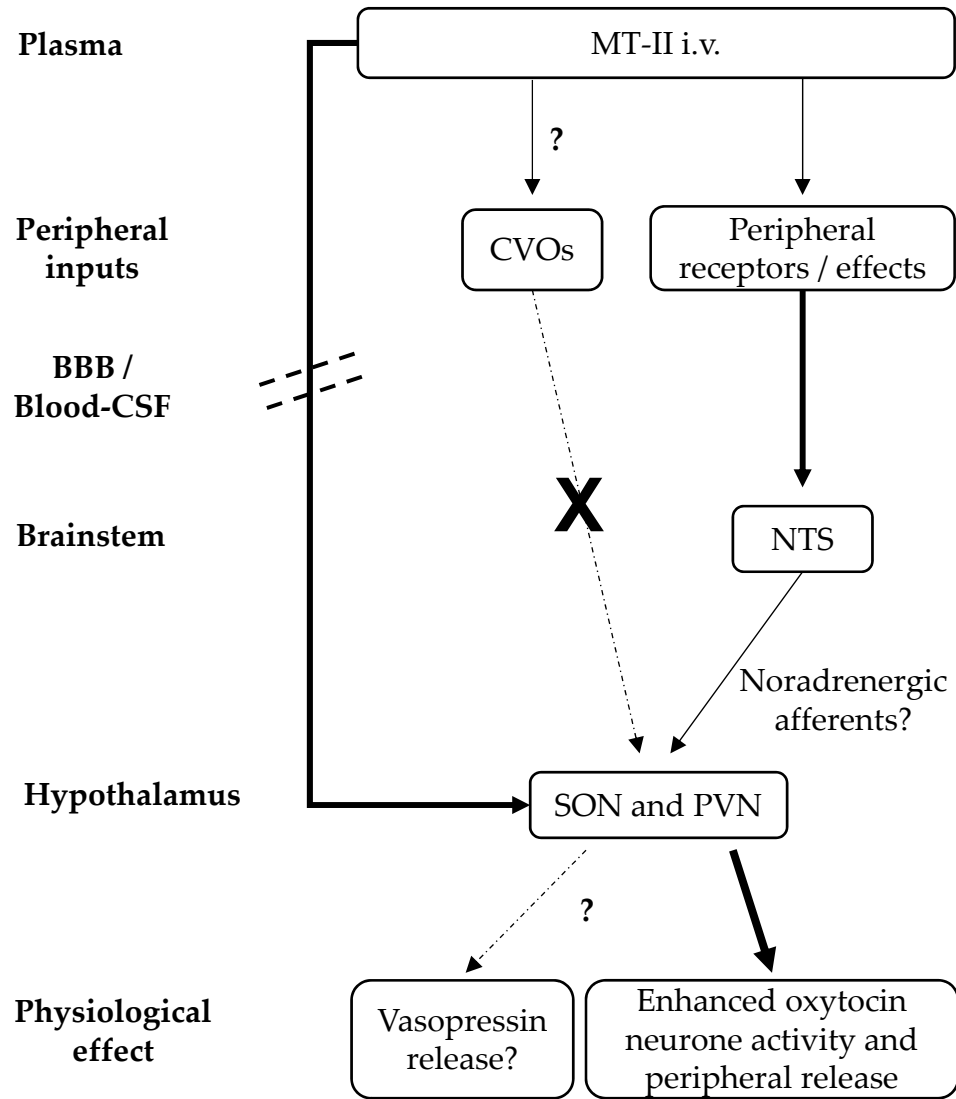 Plasma
MT-II i.v.
?
Peripheral
inputs
CVOs
Peripheral
receptors / effects
BBB /
Blood-CSF
X
Brainstem
NTS
Noradrenergic
afferents?
Hypothalamus
SON and PVN
?
Physiological
effect
Vasopressin
release?
Enhanced oxytocin
neurone activity and
peripheral release